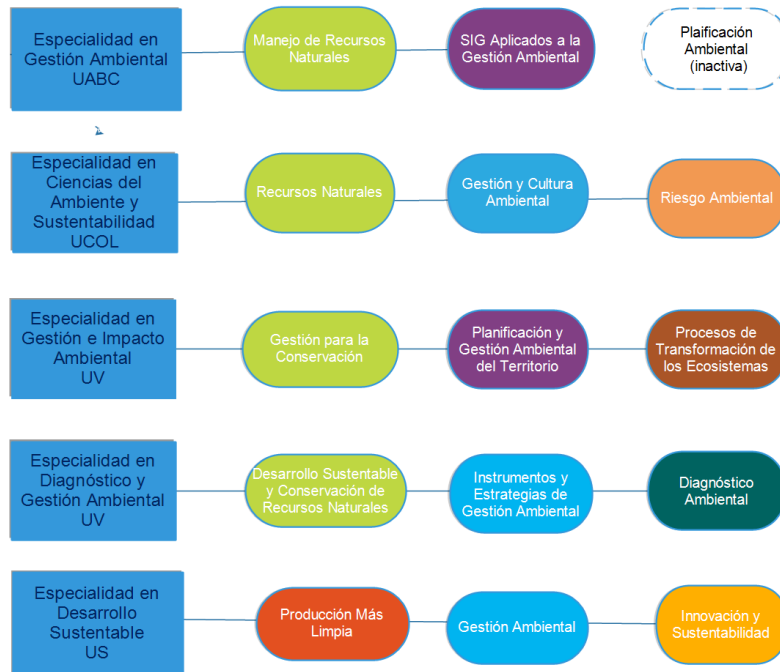 Especialidad en
Gestión Ambiental
UABC
Manejo de Recursos
Naturales
SIG Aplicados a la
Gestión Ambiental
Plaificación
Ambiental
(inactiva)
Especialidad en
Ciencias del
Ambiente y
Sustentabilidad
UCOL
Recursos Naturales
Gestión y Cultura
Ambiental
Riesgo Ambiental
Especialidad en
Gestión e Impacto
Ambiental
UV
Gestión para la
Conservación
Planificación y
Gestión Ambiental
del Territorio
Procesos de
Transformación de
los Ecosistemas
Especialidad en
Diagnóstico y
Gestión Ambiental
UV
Desarrollo Sustentable
y Conservación de
Recursos Naturales
Instrumentos y
Estrategias de
Gestión Ambiental
Diagnóstico
Ambiental
Especialidad en
Desarrollo
Sustentable
US
Producción Más
Limpia
Gestión Ambiental
Innovación y
Sustentabilidad